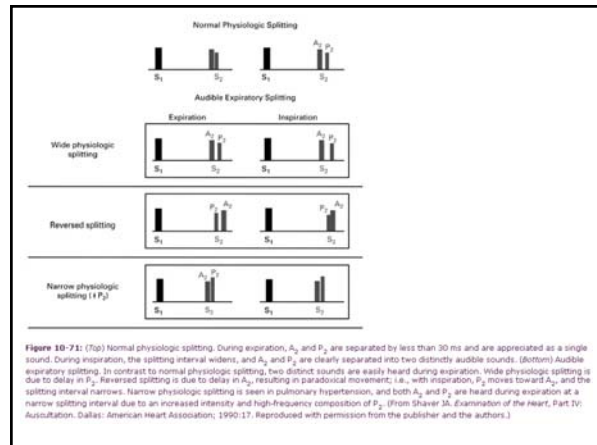 Normal Physiologic Splitting
A2 P2
S1 S2 S1 S2
Audible Expiratory Splitting
Expiration Inspiration
Wide physiologic
splitting
A2 P2 A2 P2
S1 S2 S1 S2
Reversed splitting
P2 A2 P2 A2
S1 S2 S1 S2
Narrow physiologic
splitting (↑P2)
A2 P2
S1 S2 S1 S2
Figure 10-71: (Top) Normal physiologic splitting. During expiration, A2 and P2 are separated by less than 30 ms and are appreciated as a single
sound. During inspiration, the splitting interval widens, and A2 and P2 are clearly separated into two distinctly audible sounds. (Bottom) Audible
expiratory splitting. In contrast to normal physiologic splitting, two distinct sounds are easily heard during expiration. Wide physiologic splitting is
due to delay in P2. Reversed splitting is due to delay in A2, resulting in paradoxical movement; i.e., with inspiration, P2 moves toward A2, and the
splitting interval narrows. Narrow physiologic splitting is seen in pulmonary hypertension, and both A2 and P2 are heard during expiration at a
narrow splitting interval due to an increased intensity and high-frequency composition of P2. (From Shaver JA. Examination of the Heart, Part IV:
Auscultation. Dallas: American Heart Association; 1990:17. Reproduced with permission from the publisher and the authors.)